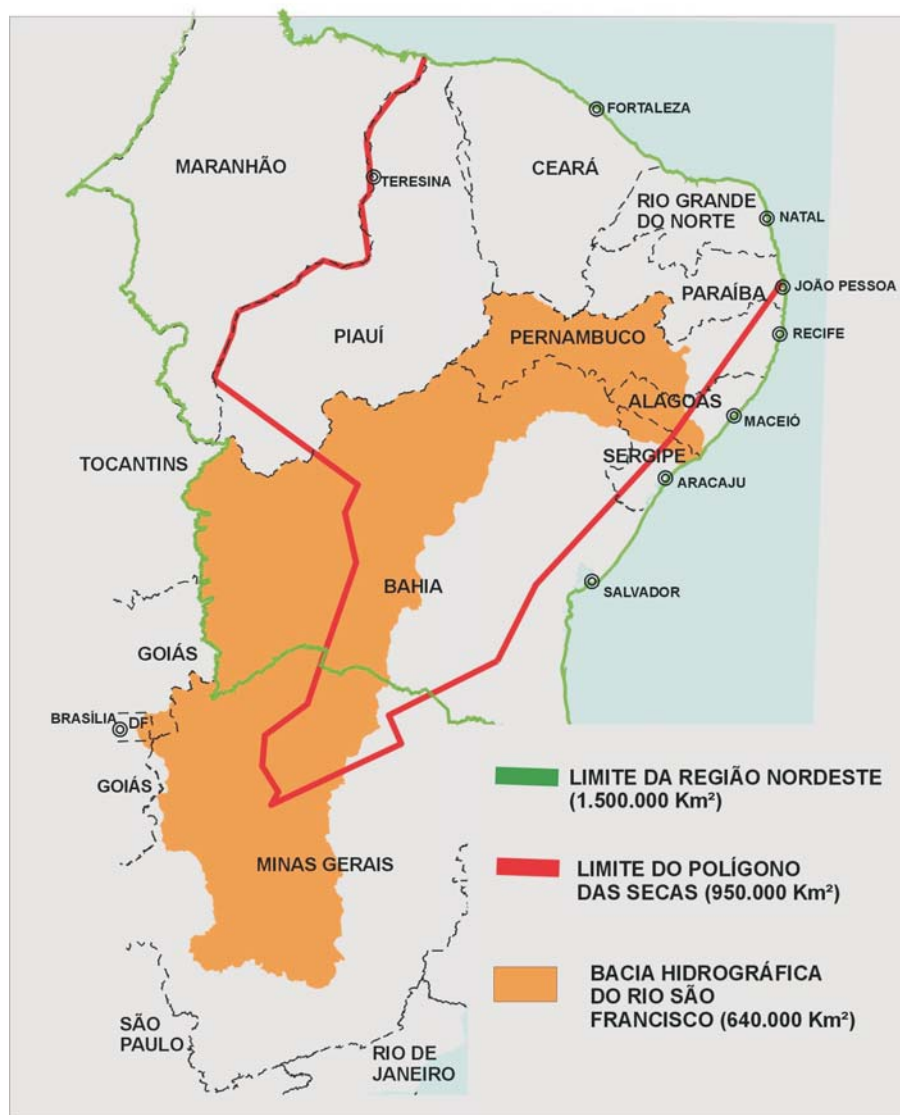 FORTALEZA
MARANHÃO
CEARÁ
TERESINA
RIO GRANDE
DO NORTE
NATAL
PARAÍBA
JOÃO PESSOA
PIAUÍ
PERNAMBUCO
RECIFE
ALAGOAS
MACEIÓ
TOCANTINS
SERGIPE
ARACAJU
BAHIA
SALVADOR
GOIÁS
BRASÍLIA
DF
GOIÁS
LIMITE DA REGIÃO NORDESTE
(1.500.000 Km²)
MINAS GERAIS
LIMITE DO POLÍGONO
DAS SECAS (950.000 Km²)
BACIA HIDROGRÁFICA
DO RIO SÃO
FRANCISCO (640.000 Km²)
SÃO
PAULO
RIO DE
JANEIRO